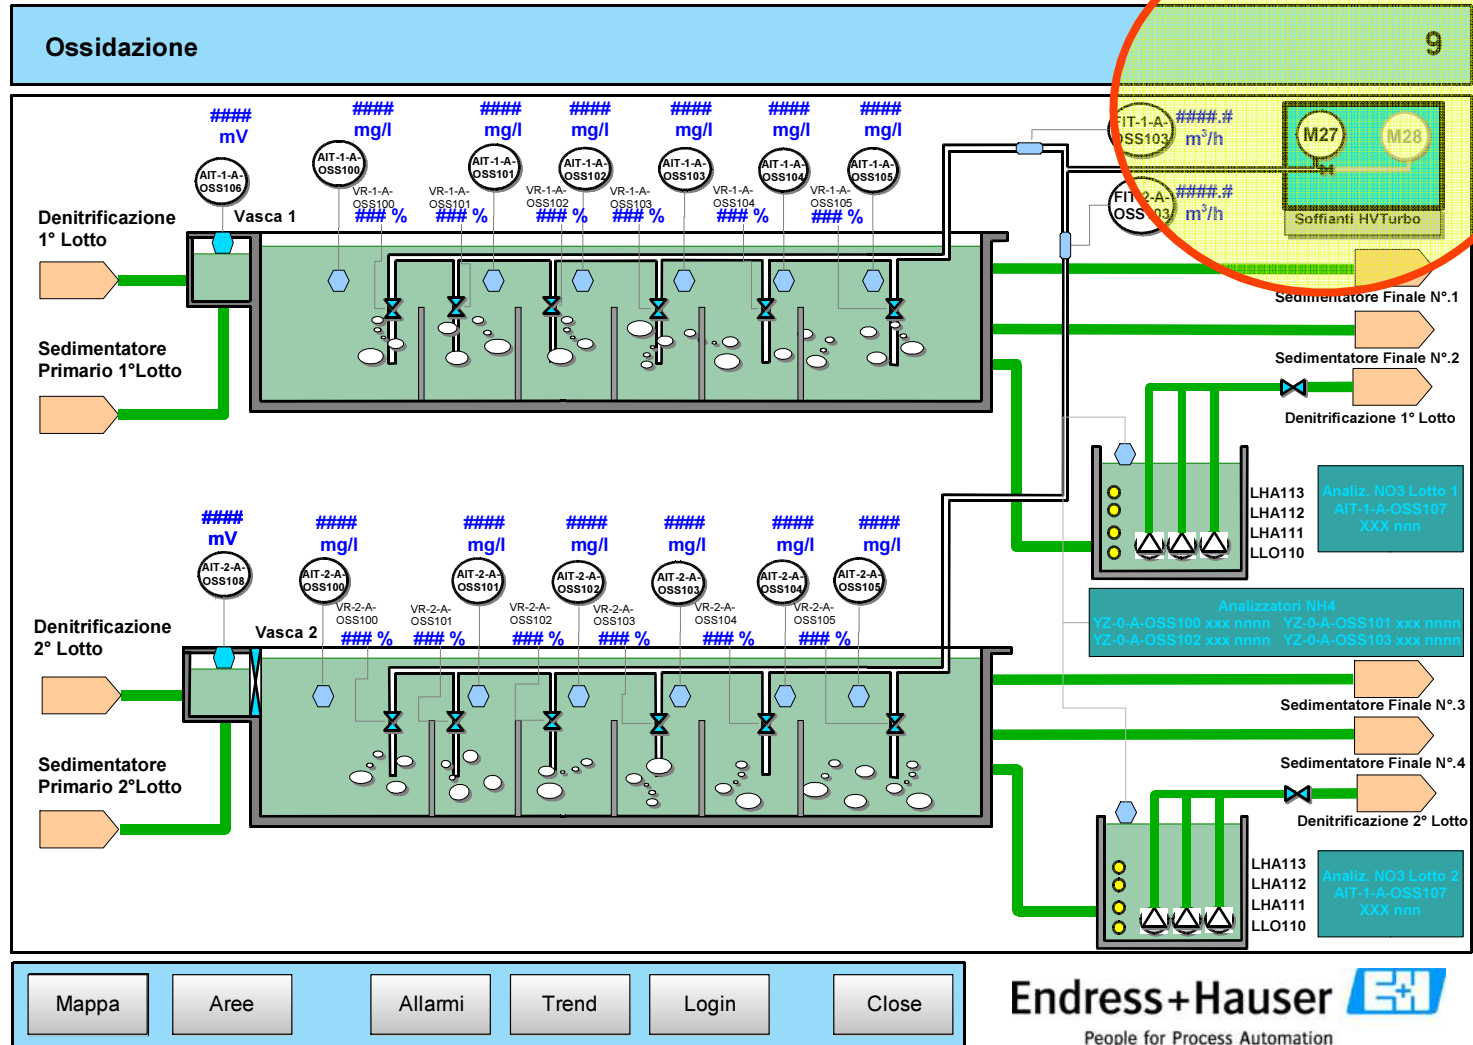 Ossidazione
9
####
mV
####
mg/l
####
mg/l
####
mg/l
####
mg/l
####
mg/l
####
mg/l
AIT-1-A-
OSS106
AIT-1-A-
OSS100
AIT-1-A-
OSS101
AIT-1-A-
OSS102
AIT-1-A-
OSS103
AIT-1-A-
OSS104
AIT-1-A-
OSS105
FIT-1-A-
OSS103
####.#
m³/h
M27
M28
FIT-2-A-
OSS103
####.#
m³/h
Soffianti HVTurbo
VR-1-A-
OSS100
### %
VR-1-A-
OSS101
### %
VR-1-A-
OSS102
### %
VR-1-A-
OSS103
### %
VR-1-A-
OSS104
### %
VR-1-A-
OSS105
### %
Denitrificazione
1° Lotto
Vasca 1
Sedimentatore
Primario 1°Lotto
Sedimentatore Finale N°.1
Sedimentatore Finale N°.2
Denitrificazione 1° Lotto
LHA113
LHA112
LHA111
LLO110
Analiz. NO3 Lotto 1
AIT-1-A-OSS107
XXX nnn
####
mV
####
mg/l
####
mg/l
####
mg/l
####
mg/l
####
mg/l
####
mg/l
AIT-2-A-
OSS108
AIT-2-A-
OSS100
AIT-2-A-
OSS101
AIT-2-A-
OSS102
AIT-2-A-
OSS103
AIT-2-A-
OSS104
AIT-2-A-
OSS105
VR-2-A-
OSS100
### %
VR-2-A-
OSS101
### %
VR-2-A-
OSS102
### %
VR-2-A-
OSS103
### %
VR-2-A-
OSS104
### %
VR-2-A-
OSS105
### %
Analizzatori NH4
YZ-0-A-OSS100 xxx nnnn YZ-0-A-OSS101 xxx nnnn
YZ-0-A-OSS102 xxx nnnn YZ-0-A-OSS103 xxx nnnn
Denitrificazione
2° Lotto
Vasca 2
Sedimentatore
Primario 2°Lotto
Sedimentatore Finale N°.3
Sedimentatore Finale N°.4
Denitrificazione 2° Lotto
LHA113
LHA112
LHA111
LLO110
Analiz. NO3 Lotto 2
AIT-1-A-OSS107
XXX nnn
Mappa
Aree
Allarmi
Trend
Login
Close
Endress+Hauser
E+H
People for Process Automation